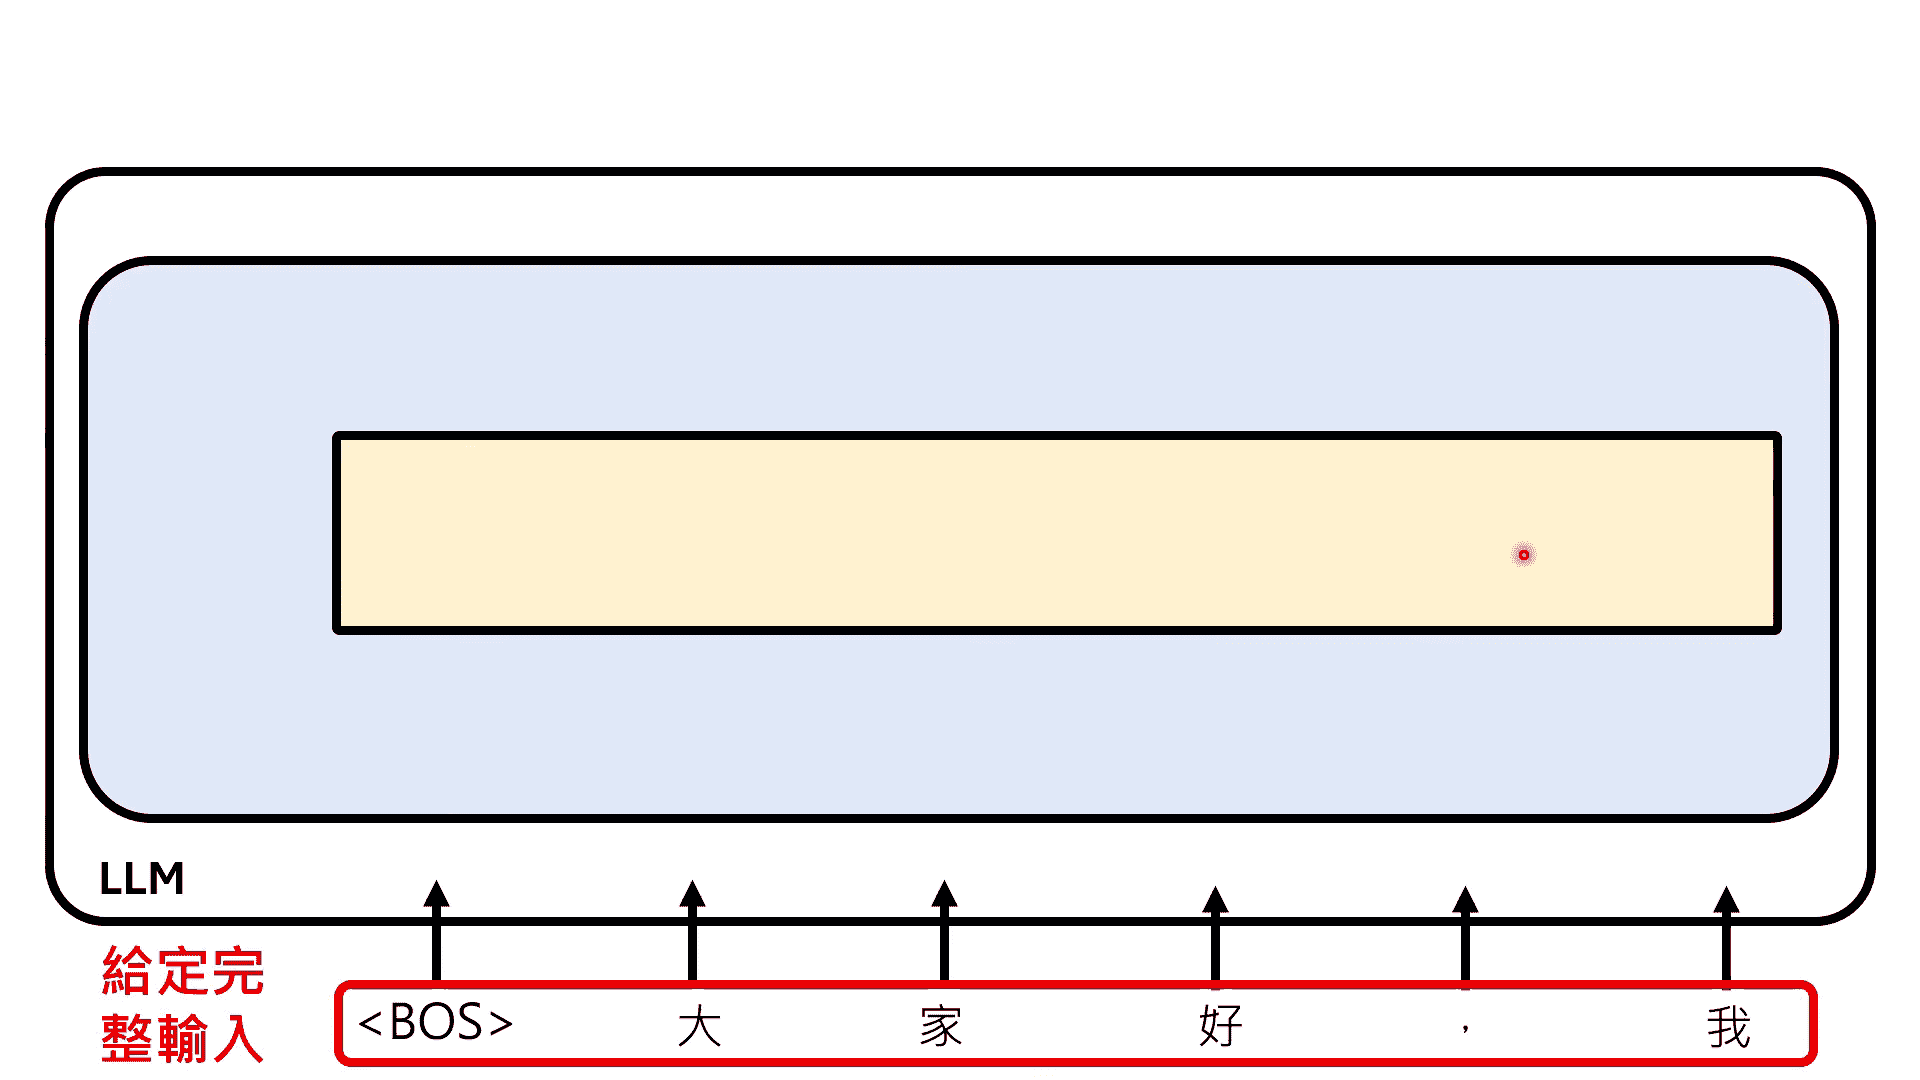 LLM
給定完
整輸入
<BOS> 大 家 好 , 我